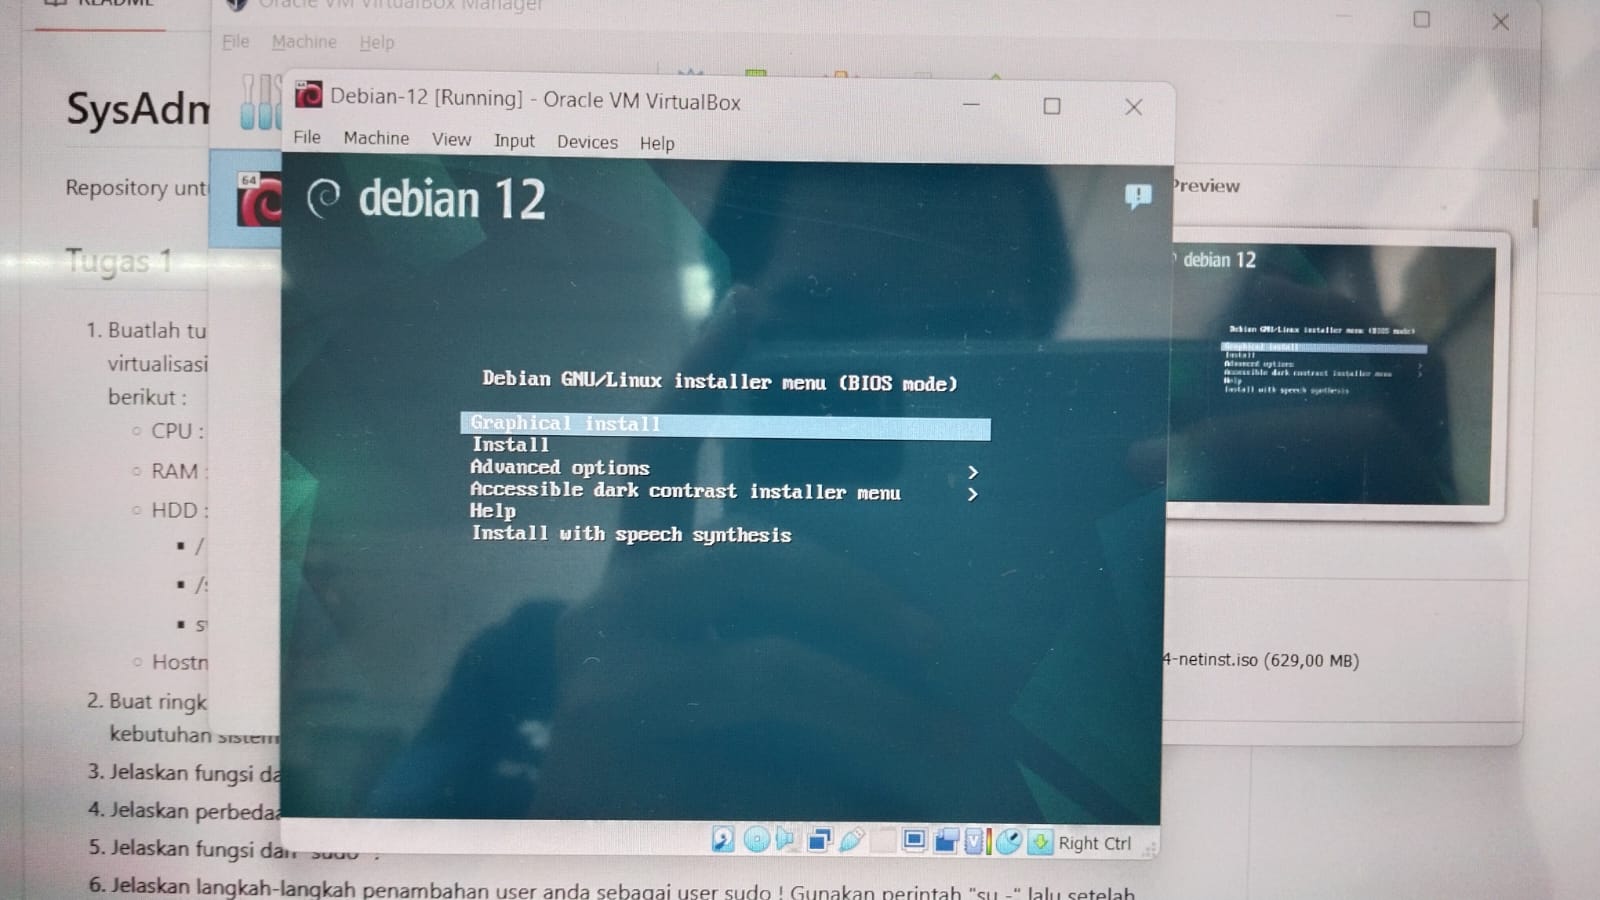 README
Oracle VM VirtualBox Manager
File Machine Help
SysAdm
Repository unt
Tugas 1
1. Buatlah tu
virtualisasi
berikut :
CPU :
RAM :
HDD :
/
Hostn
2. Buat ringk
kebutuhan sistem
3. Jelaskan fungsi da
4. Jelaskan perbedaa
5. Jelaskan fungsi dari "sudo" .
6. Jelaskan langkah-langkah penambahan user anda sebagai user sudo ! Gunakan perintah "su -" lalu setelah
64
Debian-12 [Running] - Oracle VM VirtualBox
File Machine View Input Devices Help
debian 12
Debian GNU/Linux installer menu (BIOS mode)
Graphical install
Install
Advanced options >
Accessible dark contrast installer menu >
Help
Install with speech synthesis
Right Ctrl
Preview
debian 12
Debian GNU/Linux installer menu (BIOS mode)
Graphical install
Install
Advanced options >
Accessible dark contrast installer menu >
Help
Install with speech synthesis
4-netinst.iso (629,00 MB)